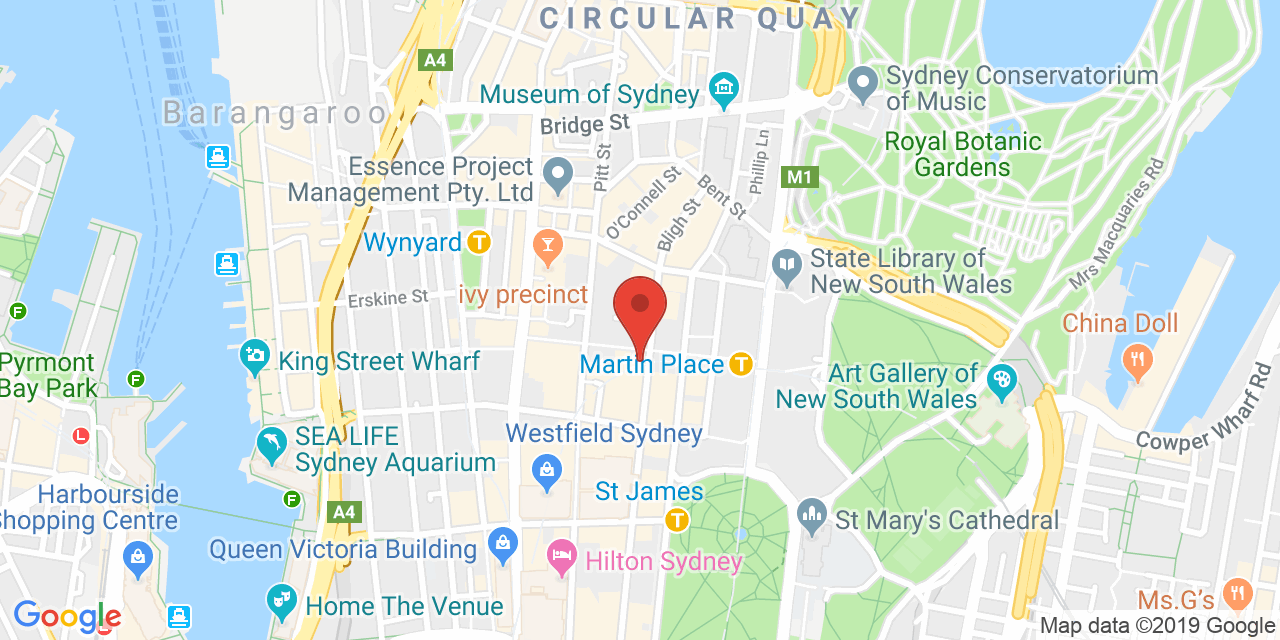 CIRCULAR QUAY
A4
Sydney Conservatorium
of Music
Museum of Sydney
Barangaroo
Bridge St
Royal Botanic
Gardens
Phillip Ln
Pitt St
Essence Project
Management Pty. Ltd
M1
Bent St
O'Connell St
Bligh St
Mrs Macquaries Rd
Wynyard
T
State Library of
New South Wales
Erskine St
ivy precinct
F
China Doll
Pyrmont
Bay Park
King Street Wharf
Martin Place
T
F
Art Gallery of
New South Wales
Cowper Wharf Rd
L
SEA LIFE
Sydney Aquarium
Westfield Sydney
Harbourside
Shopping Centre
F
St James
T
A4
St Mary's Cathedral
Queen Victoria Building
Hilton Sydney
Home The Venue
Ms.G's
Google
L
Map data ©2019 Google